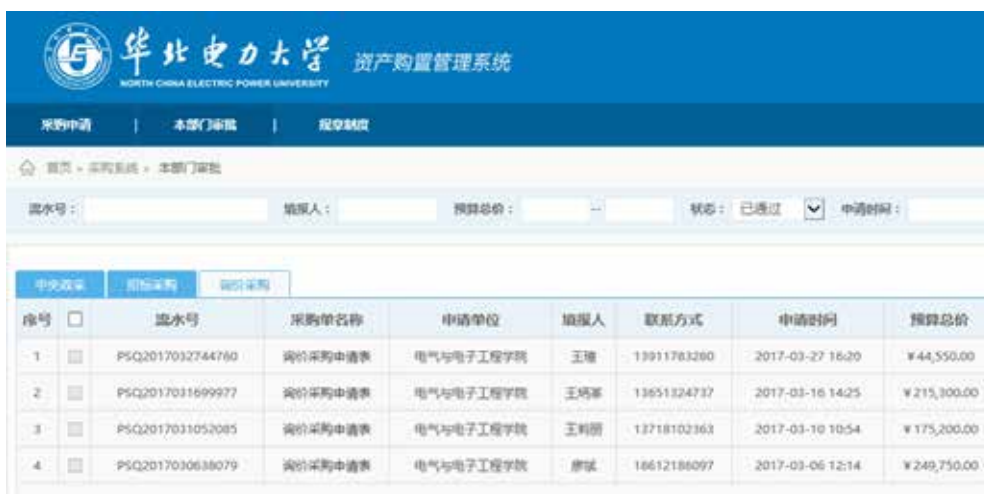 华北电力大学 资产购置管理系统
NORTH CHINA ELECTRIC POWER UNIVERSITY
采购申请 | 本部门审批 | 规章制度
首页 » 采购系统 » 本部门审批
流水号： 填报人： 预算总价： -- 状态： 已通过 申请时间：
中央政采 招标采购 询价采购
序号 流水号 采购单名称 申请单位 填报人 联系方式 申请时间 预算总价
1 PSQ2017032744760 询价采购申请表 电气与电子工程学院 13911783280 2017-03-27 16:20 ￥44,550.00
2 PSQ2017031699977 询价采购申请表 电气与电子工程学院 13651324737 2017-03-16 14:25 ￥215,300.00
3 PSQ2017031052085 询价采购申请表 电气与电子工程学院 13718102363 2017-03-10 10:54 ￥175,200.00
4 PSQ2017030638079 询价采购申请表 电气与电子工程学院 18612186097 2017-03-06 12:14 ￥249,750.00